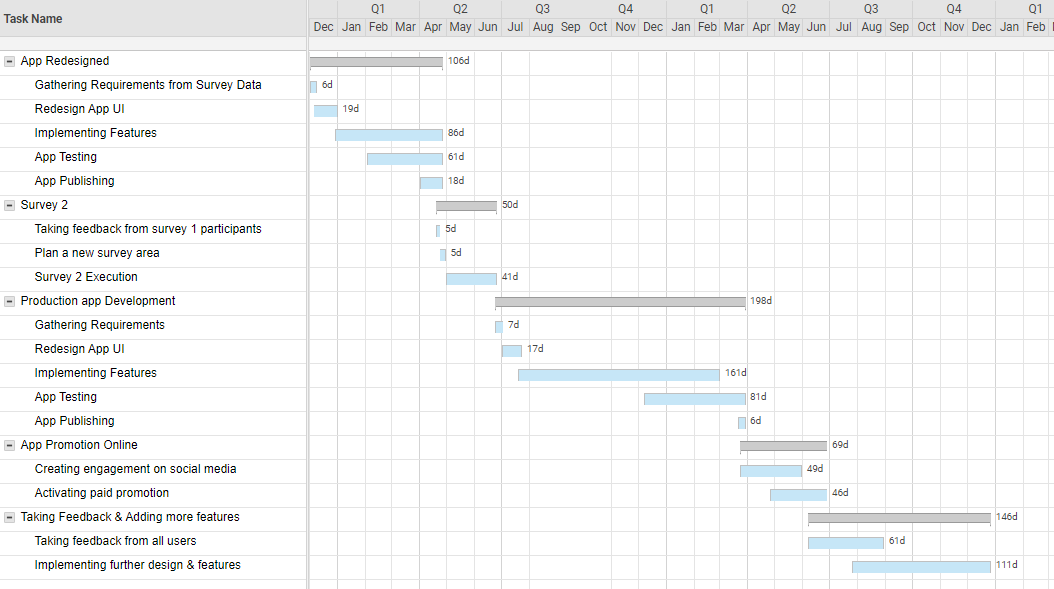 Task Name
Q1 Q2 Q3 Q4 Q1 Q2 Q3 Q4 Q1
Dec Jan Feb Mar Apr May Jun Jul Aug Sep Oct Nov Dec Jan Feb Mar Apr May Jun Jul Aug Sep Oct Nov Dec Jan Feb
App Redesigned 106d
Gathering Requirements from Survey Data 6d
Redesign App UI 19d
Implementing Features 86d
App Testing 61d
App Publishing 18d
Survey 2 50d
Taking feedback from survey 1 participants 5d
Plan a new survey area 5d
Survey 2 Execution 41d
Production app Development 198d
Gathering Requirements 7d
Redesign App UI 17d
Implementing Features 161d
App Testing 81d
App Publishing 6d
App Promotion Online 69d
Creating engagement on social media 49d
Activating paid promotion 46d
Taking Feedback & Adding more features 146d
Taking feedback from all users 61d
Implementing further design & features 111d